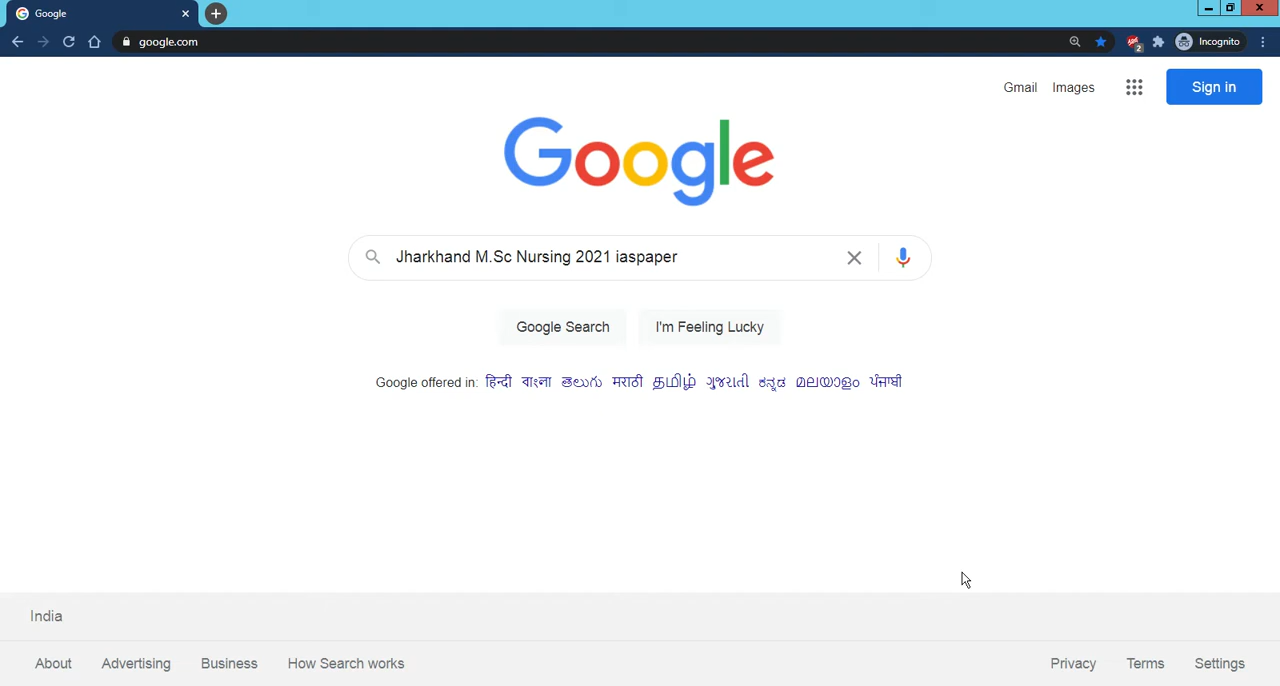 Google
google.com
2
Incognito
Gmail Images Sign in
Google
Jharkhand M.Sc Nursing 2021 iaspaper
Google Search I'm Feeling Lucky
Google offered in: हिन्दी বাংলা తెలుగు मराठी தமிழ் ગુજરાતી ಕನ್ನಡ മലയാളം ਪੰਜਾਬੀ
India
About Advertising Business How Search works Privacy Terms Settings